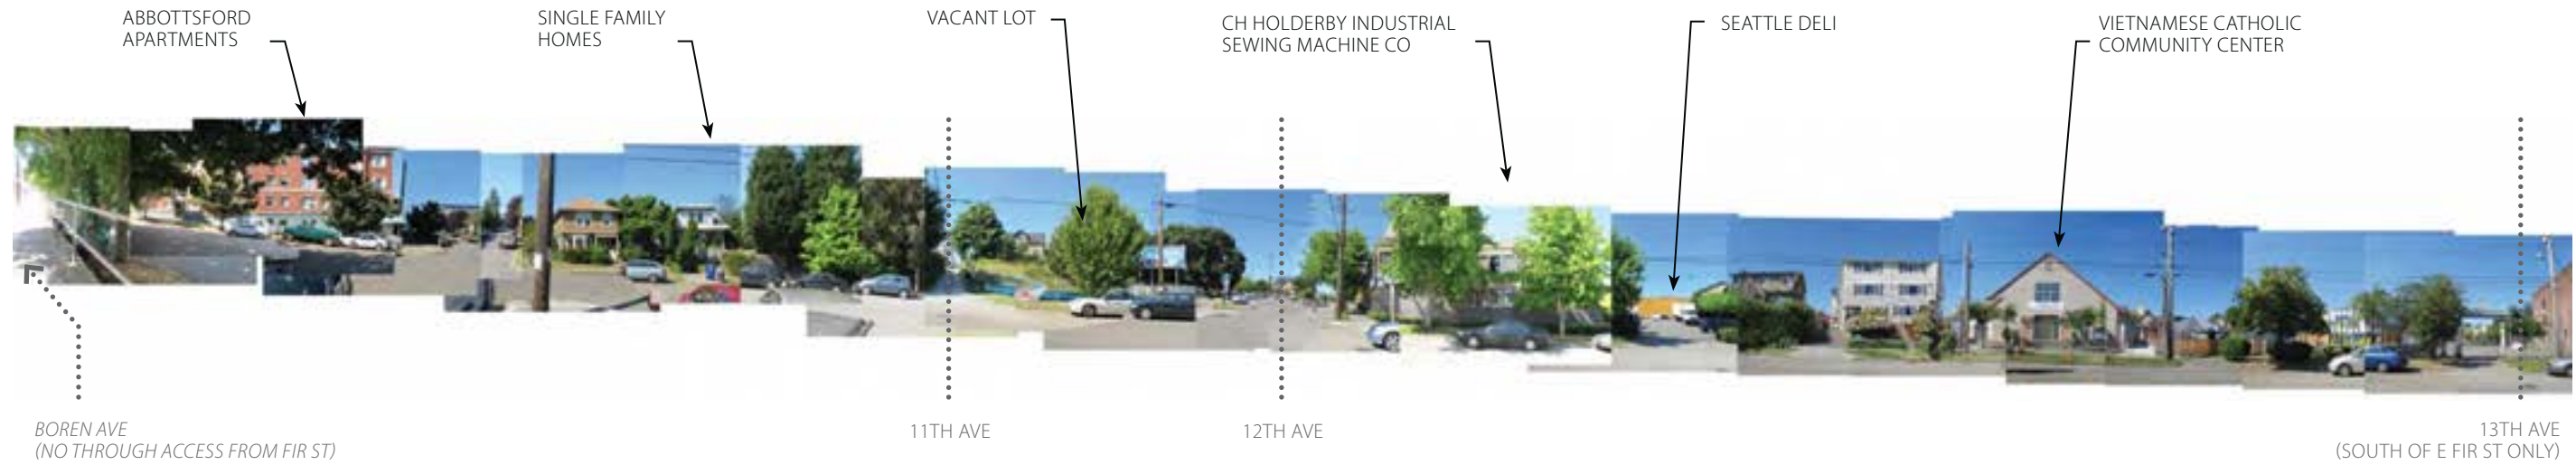 ABBOTTSFORD
APARTMENTS
SINGLE FAMILY
HOMES
VACANT LOT
CH HOLDERBY INDUSTRIAL
SEWING MACHINE CO
SEATTLE DELI
VIETNAMESE CATHOLIC
COMMUNITY CENTER
BOREN AVE
(NO THROUGH ACCESS FROM FIR ST)
11TH AVE
12TH AVE
13TH AVE
(SOUTH OF E FIR ST ONLY)